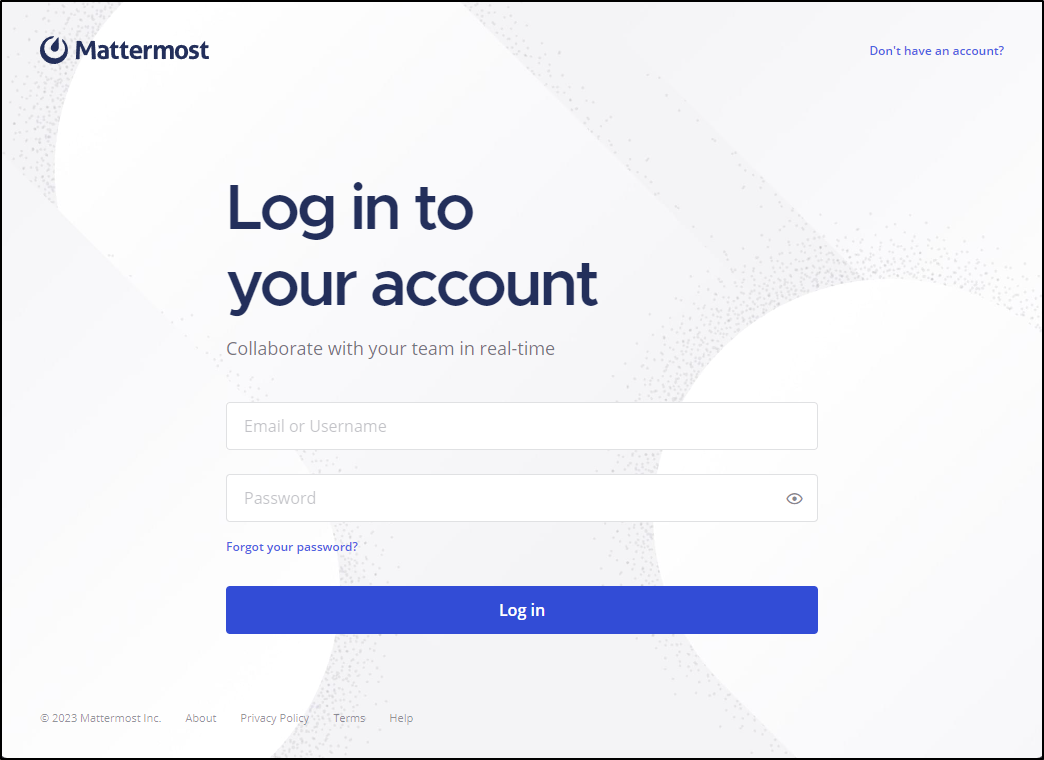 Mattermost
Don't have an account?
Log in to
your account
Collaborate with your team in real-time
Email or Username
Password
Forgot your password?
Log in
© 2023 Mattermost Inc. About Privacy Policy Terms Help